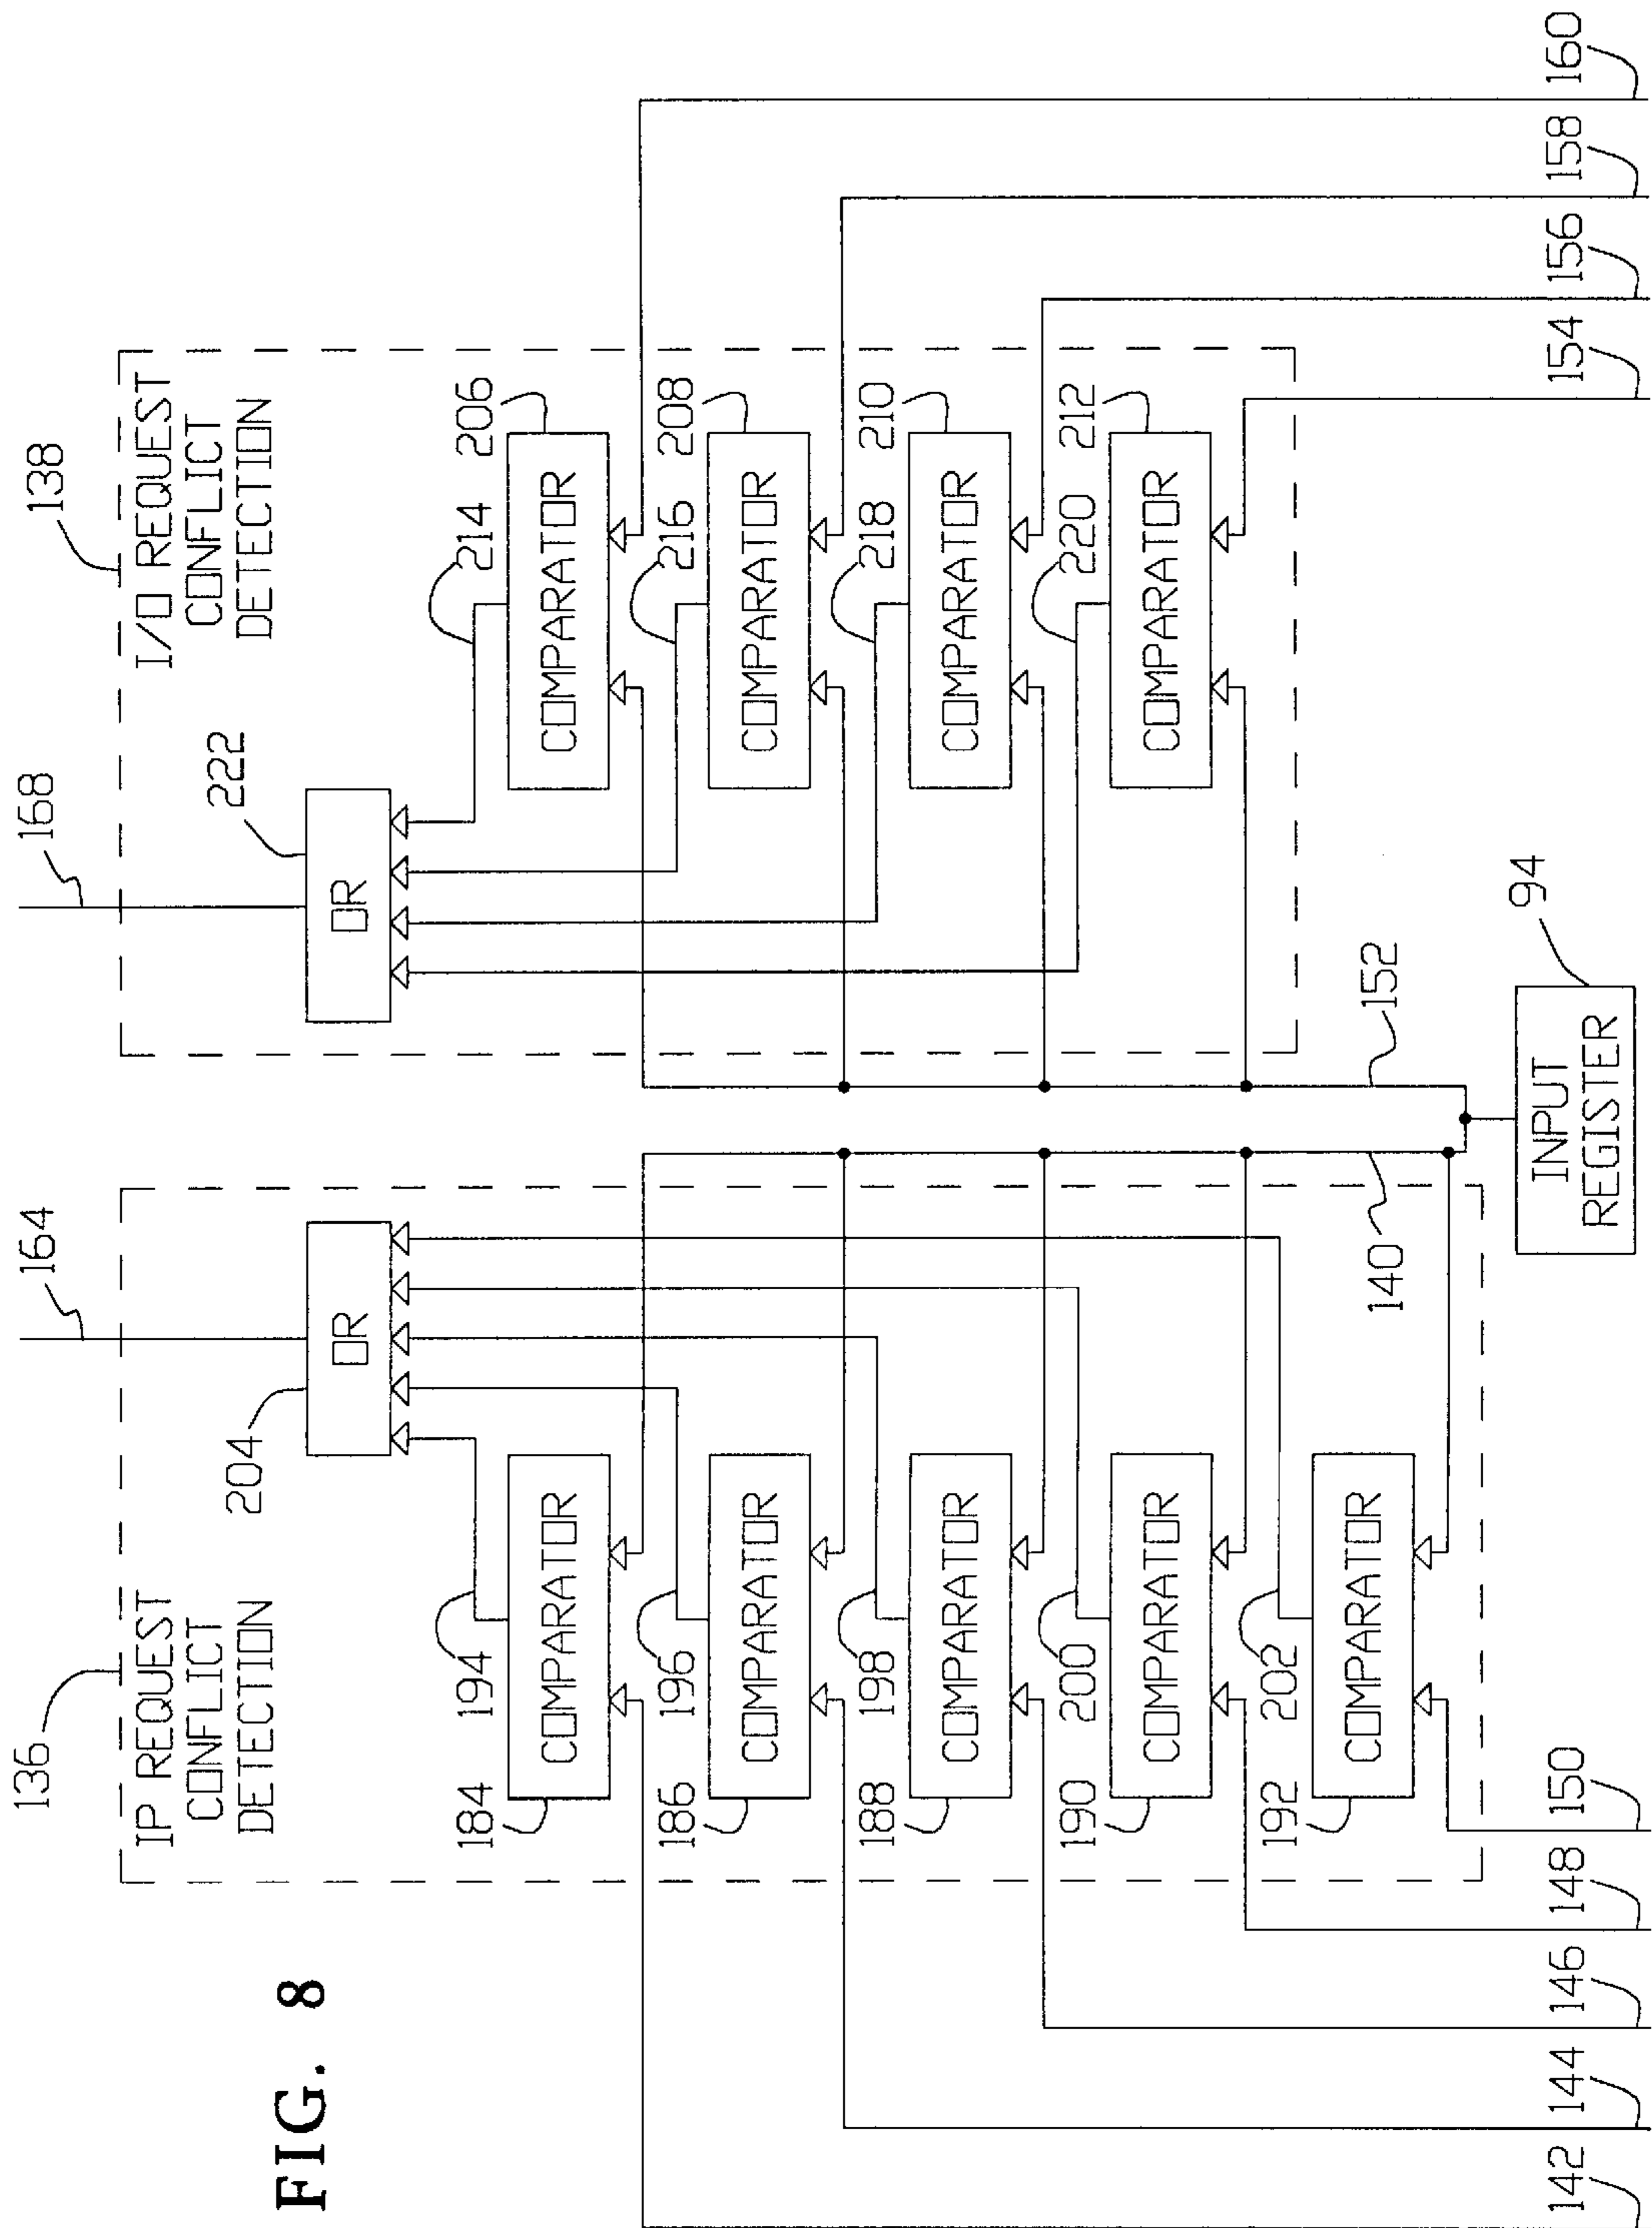 FIG. 8
136
164
168
138
IP REQUEST
CONFLICT
DETECTION
I/O REQUEST
CONFLICT
DETECTION
204
OR
222
OR
184
194
COMPARATOR
214
206
COMPARATOR
186
196
COMPARATOR
216
208
COMPARATOR
188
198
COMPARATOR
218
210
COMPARATOR
190
200
COMPARATOR
220
212
COMPARATOR
192
202
COMPARATOR
140
152
94
INPUT
REGISTER
142
144
146
148
150
154
156
158
160